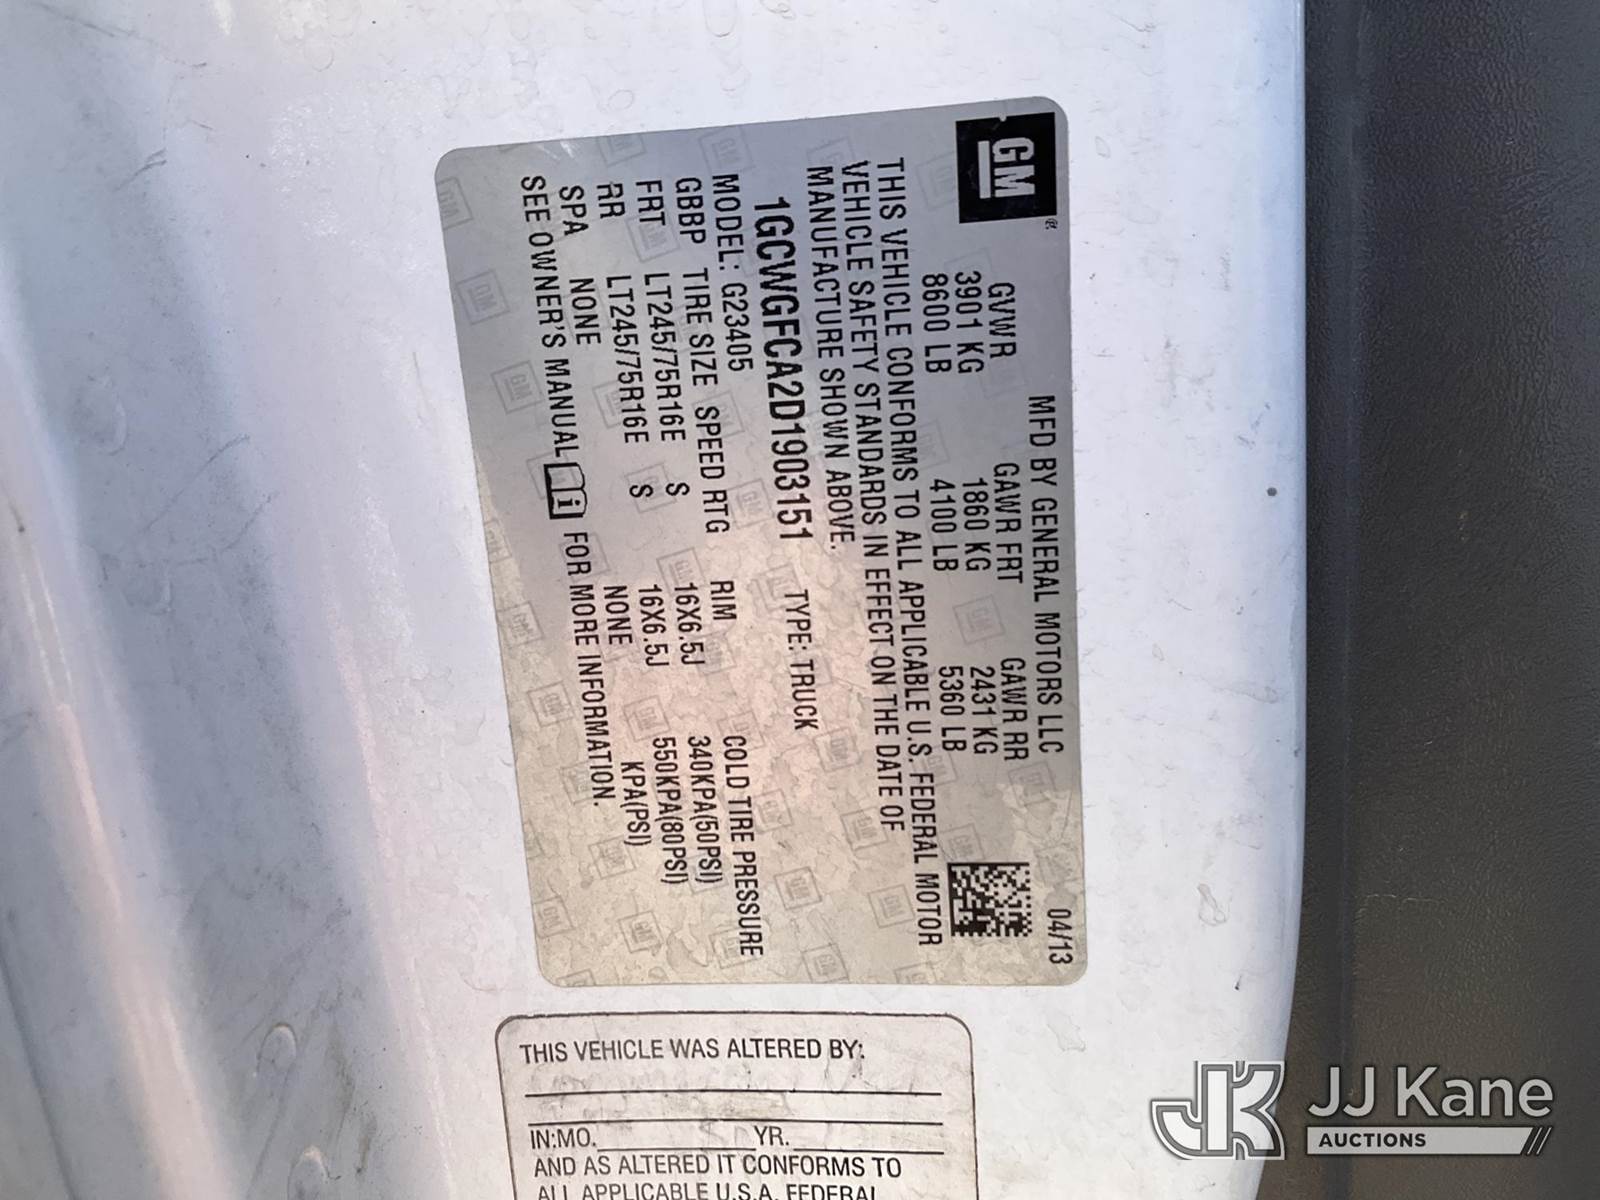 GM ®
MFD BY GENERAL MOTORS LLC 04/13
GVWR GAWR FRT GAWR RR
3901 KG 1860 KG 2431 KG
8600 LB 4100 LB 5360 LB
THIS VEHICLE CONFORMS TO ALL APPLICABLE U.S. FEDERAL MOTOR
VEHICLE SAFETY STANDARDS IN EFFECT ON THE DATE OF
MANUFACTURE SHOWN ABOVE.
1GCWGFCA2D1903151 TYPE: TRUCK
MODEL: G23405
GBBP TIRE SIZE SPEED RTG RIM COLD TIRE PRESSURE
FRT LT245/75R16E S 16X6.5J 340KPA(50PSI)
RR LT245/75R16E S 16X6.5J 550KPA(80PSI)
SPA NONE NONE KPA(PSI)
SEE OWNER'S MANUAL i FOR MORE INFORMATION.
THIS VEHICLE WAS ALTERED BY:
IN:MO. YR.
AND AS ALTERED IT CONFORMS TO
ALL APPLICABLE U.S.A. FEDERAL
JK JJ Kane
AUCTIONS